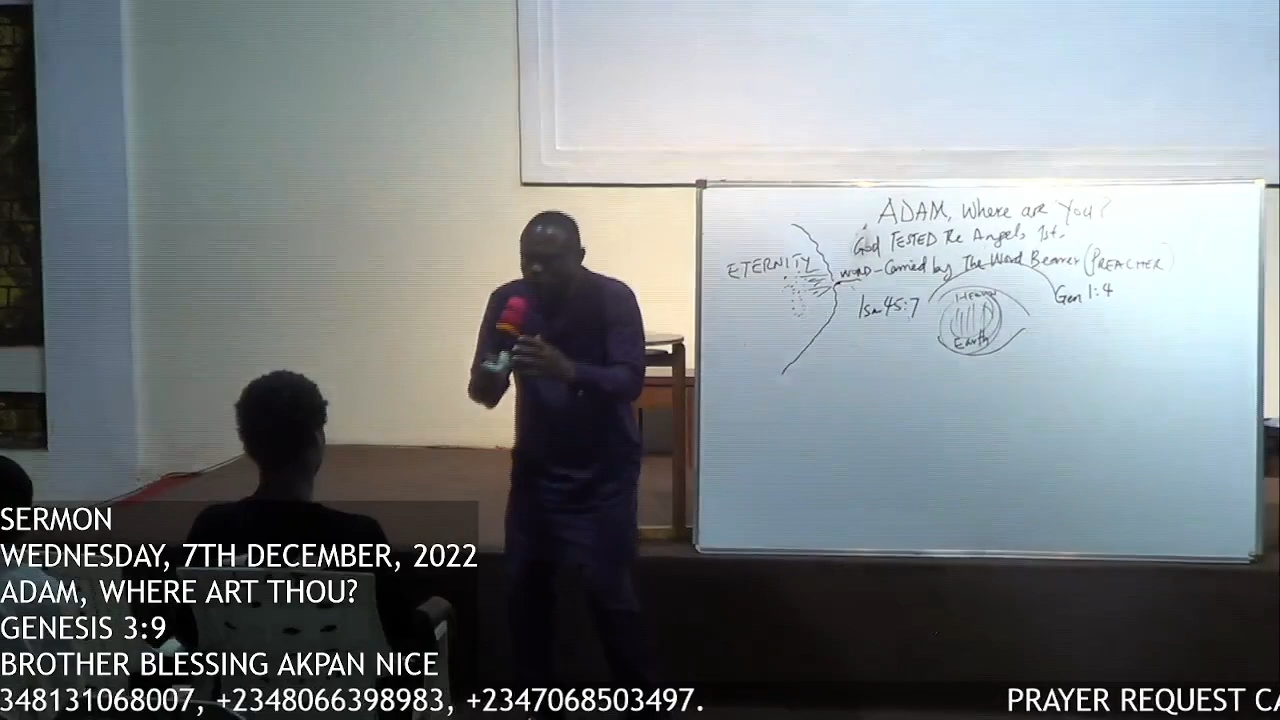 ADAM, Where are You?
God TESTED The Angels 1st.
ETERNITY
WORD-Carried by The Word Bearer (PREACHER)
Isa 45:7
Heaven
Earth
Gen 1:4
SERMON
WEDNESDAY, 7TH DECEMBER, 2022
ADAM, WHERE ART THOU?
GENESIS 3:9
BROTHER BLESSING AKPAN NICE
348131068007, +2348066398983, +2347068503497.
PRAYER REQUEST CA